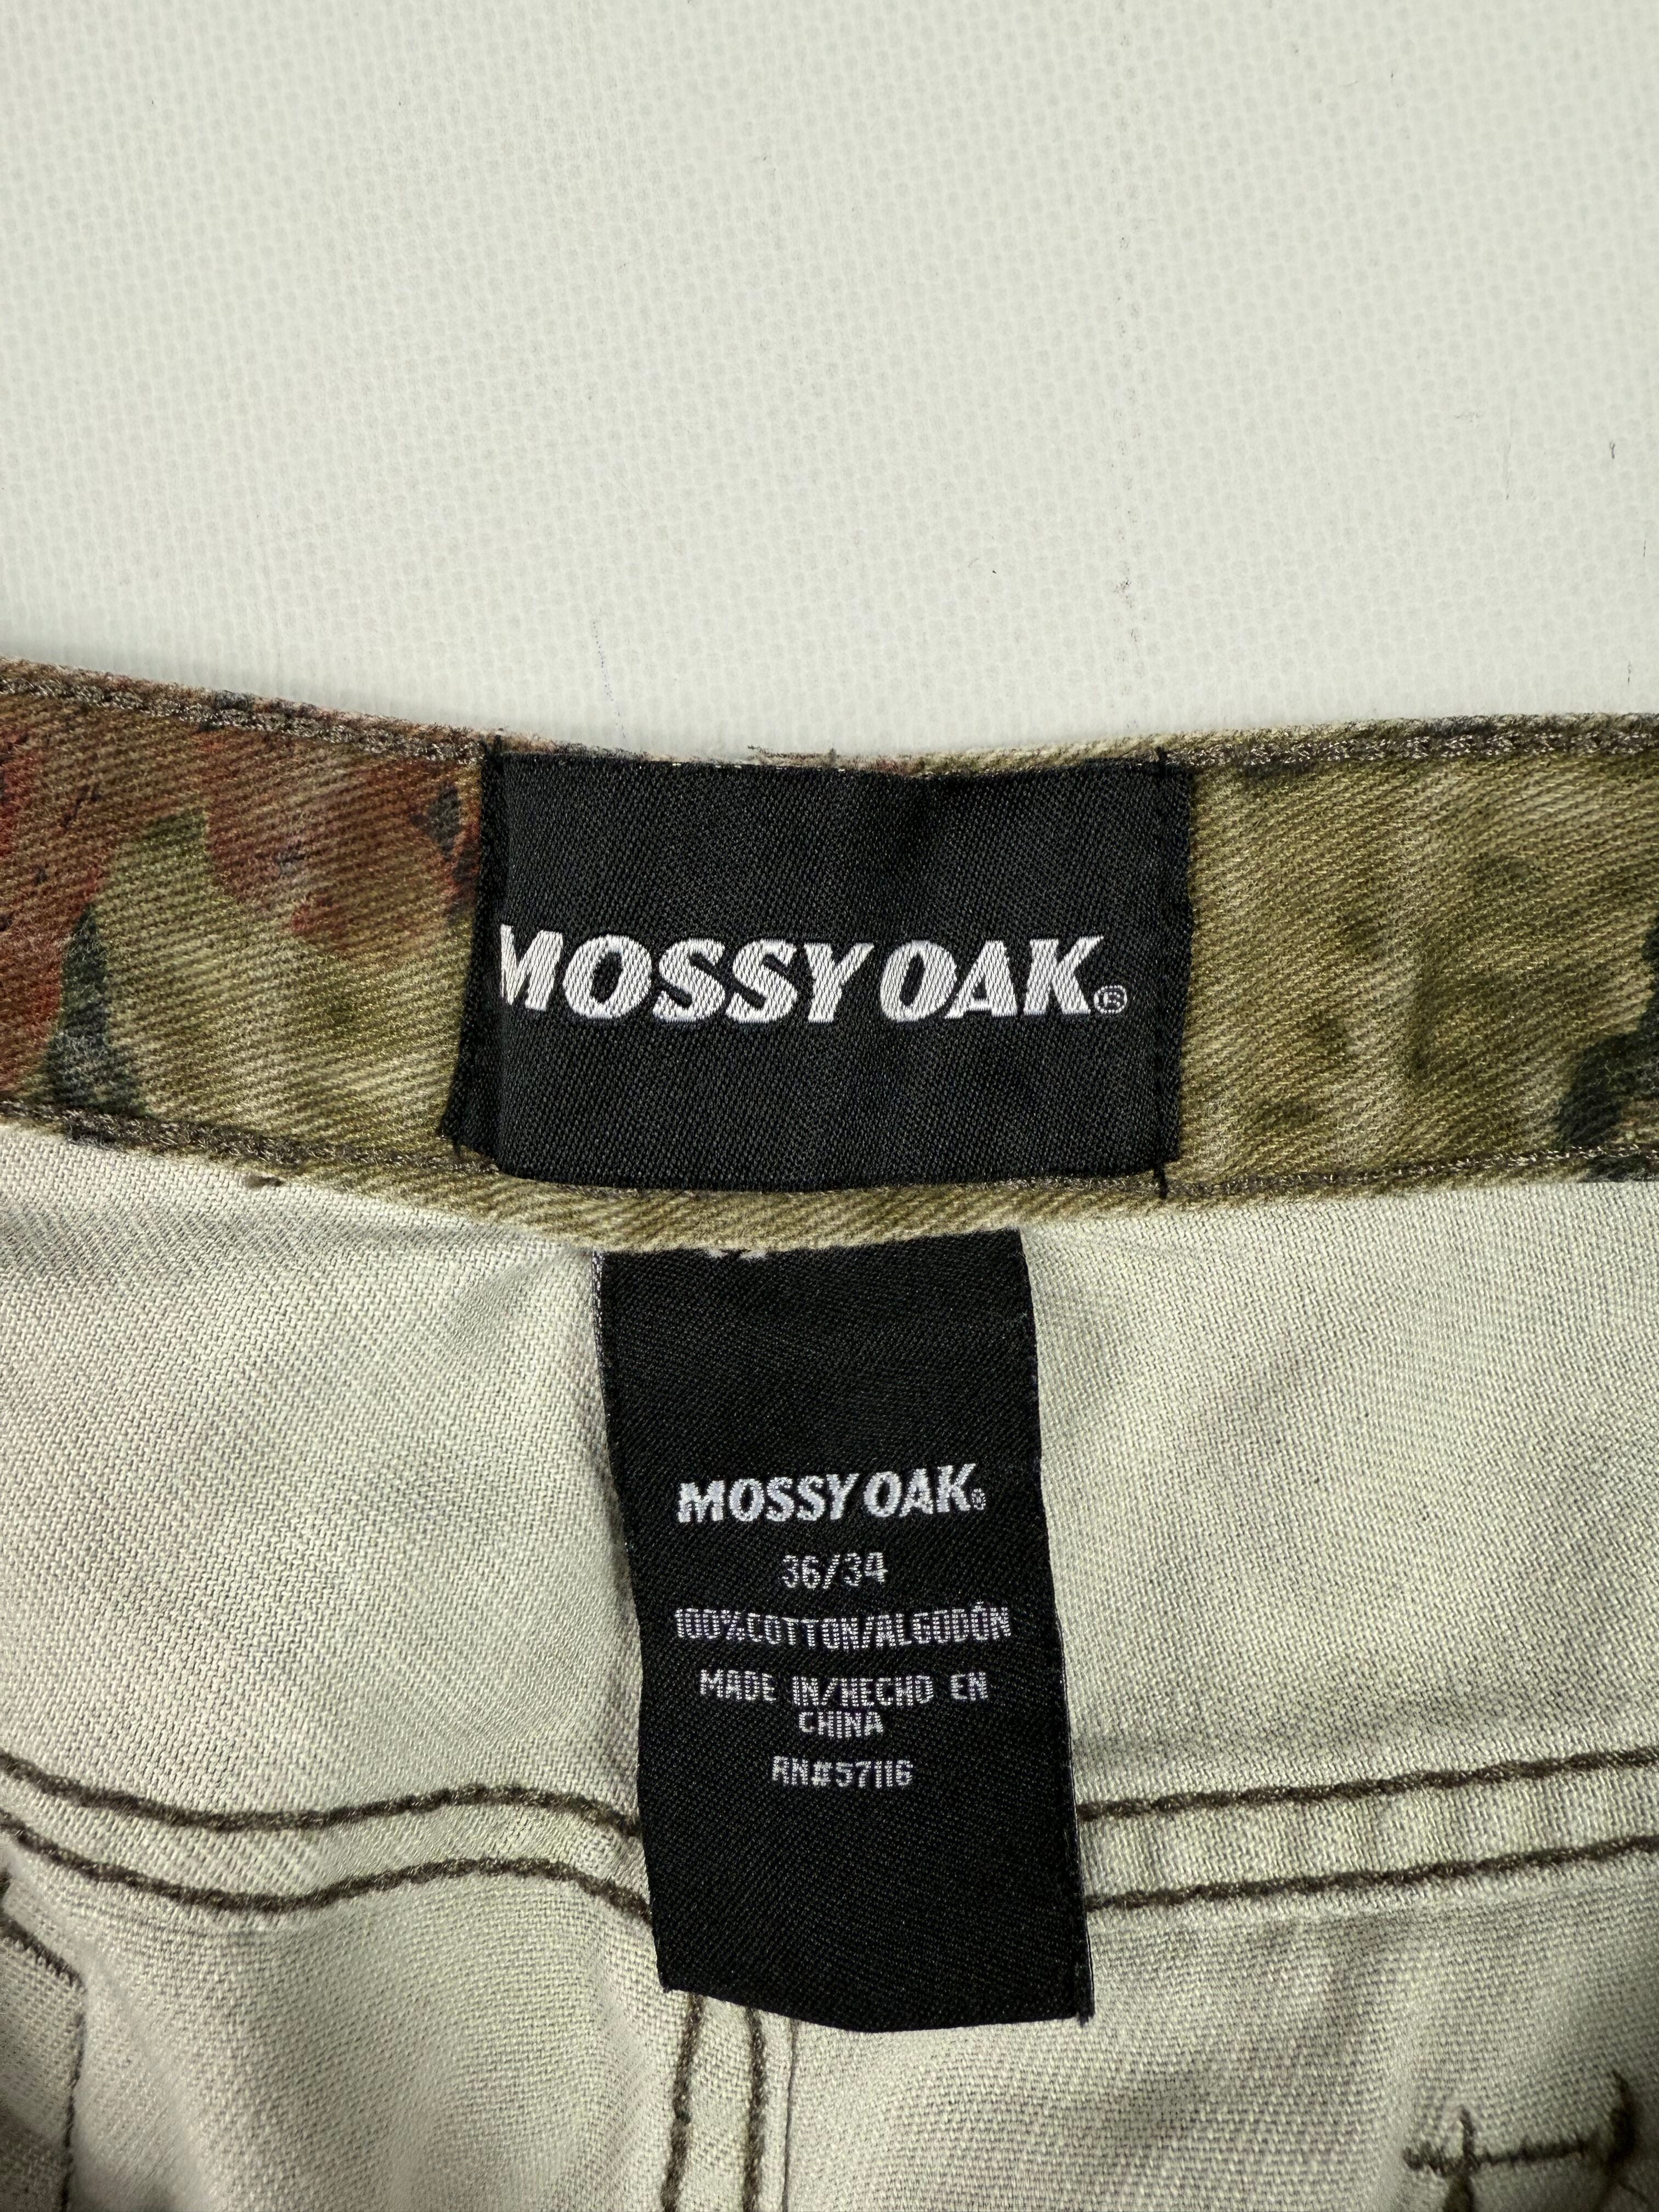 MOSSY OAK®
MOSSY OAK®
36/34
100%COTTON/ALGODÓN
MADE IN/HECHO EN
CHINA
RN#57116